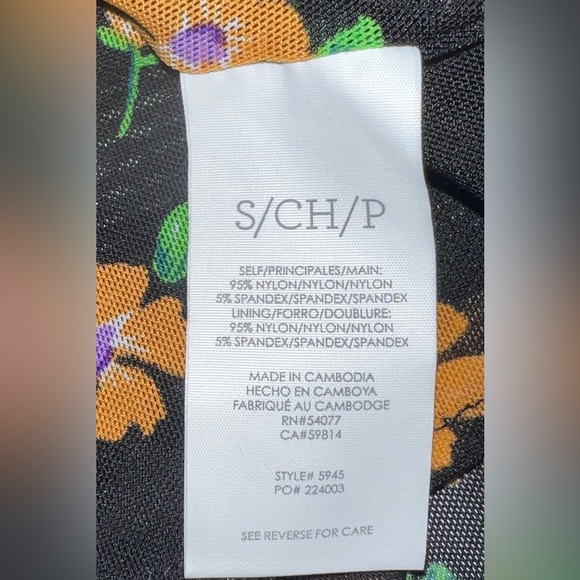 S/CH/P
SELF/PRINCIPALES/MAIN:
95% NYLON/NYLON/NYLON
5% SPANDEX/SPANDEX/SPANDEX
LINING/FORRO/DOUBLURE:
95% NYLON/NYLON/NYLON
5% SPANDEX/SPANDEX/SPANDEX
MADE IN CAMBODIA
HECHO EN CAMBOYA
FABRIQUÉ AU CAMBODGE
RN#54077
CA#59814
STYLE# 5945
PO# 224003
SEE REVERSE FOR CARE